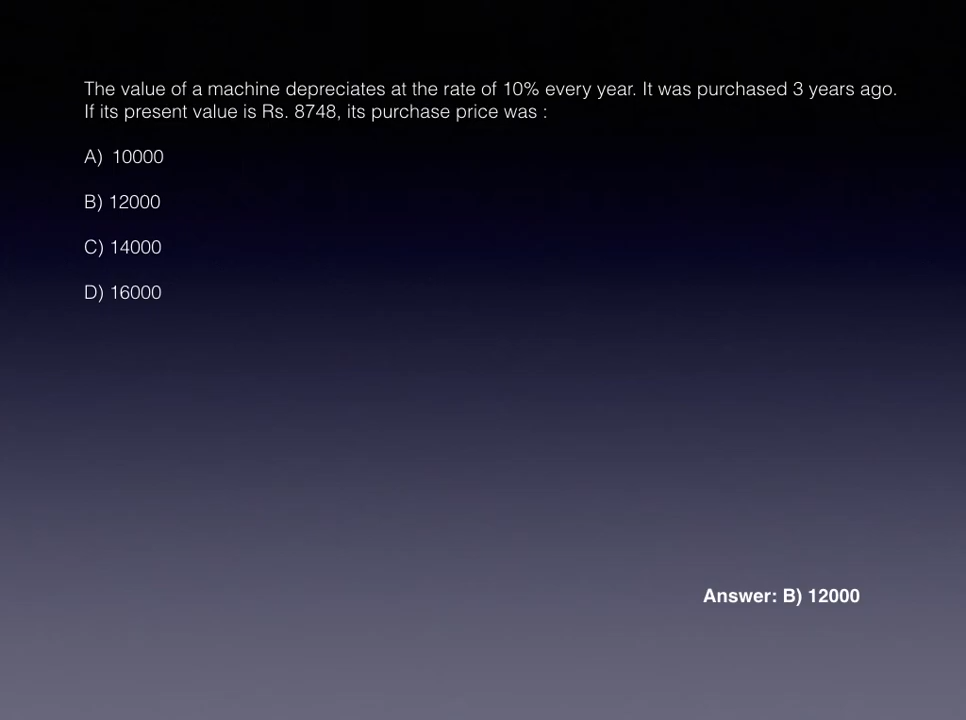 The value of a machine depreciates at the rate of 10% every year. It was purchased 3 years ago.
If its present value is Rs. 8748, its purchase price was :
A) 10000
B) 12000
C) 14000
D) 16000
Answer: B) 12000